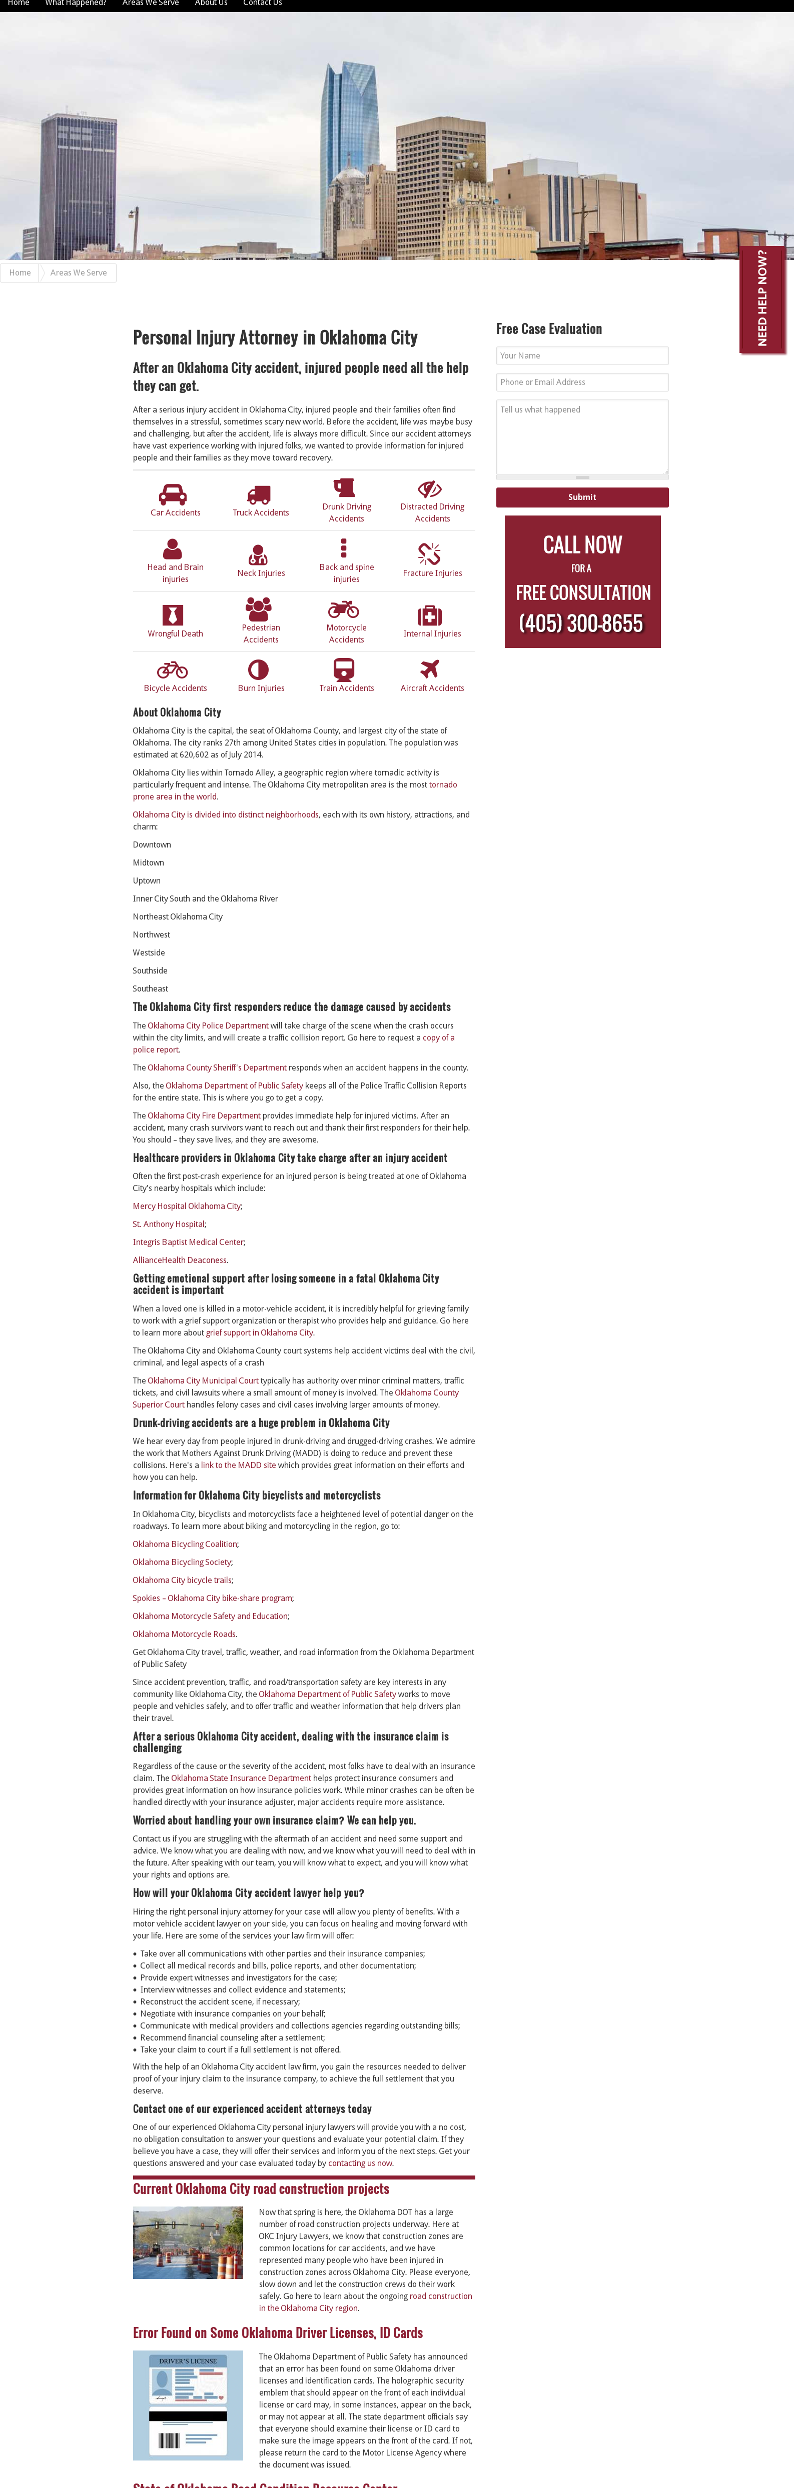 Home What Happened? Areas We Serve About Us Contact Us
NEED HELP NOW?
Home Areas We Serve
Personal Injury Attorney in Oklahoma City
After an Oklahoma City accident, injured people need all the help
they can get.
After a serious injury accident in Oklahoma City, injured people and their families often find
themselves in a stressful, sometimes scary new world. Before the accident, life was maybe busy
and challenging, but after the accident, life is always more difficult. Since our accident attorneys
have vast experience working with injured folks, we wanted to provide information for injured
people and their families as they move toward recovery.
Car Accidents
Truck Accidents
Drunk Driving
Accidents
Distracted Driving
Accidents
Head and Brain
injuries
Neck Injuries
Back and spine
injuries
Fracture Injuries
Wrongful Death
Pedestrian
Accidents
Motorcycle
Accidents
Internal Injuries
Bicycle Accidents
Burn Injuries
Train Accidents
Aircraft Accidents
About Oklahoma City
Oklahoma City is the capital, the seat of Oklahoma County, and largest city of the state of
Oklahoma. The city ranks 27th among United States cities in population. The population was
estimated at 620,602 as of July 2014.
Oklahoma City lies within Tornado Alley, a geographic region where tornadic activity is
particularly frequent and intense. The Oklahoma City metropolitan area is the most tornado
prone area in the world.
Oklahoma City is divided into distinct neighborhoods, each with its own history, attractions, and
charm:
Downtown
Midtown
Uptown
Inner City South and the Oklahoma River
Northeast Oklahoma City
Northwest
Westside
Southside
Southeast
The Oklahoma City first responders reduce the damage caused by accidents
The Oklahoma City Police Department will take charge of the scene when the crash occurs
within the city limits, and will create a traffic collision report. Go here to request a copy of a
police report.
The Oklahoma County Sheriff's Department responds when an accident happens in the county.
Also, the Oklahoma Department of Public Safety keeps all of the Police Traffic Collision Reports
for the entire state. This is where you go to get a copy.
The Oklahoma City Fire Department provides immediate help for injured victims. After an
accident, many crash survivors want to reach out and thank their first responders for their help.
You should – they save lives, and they are awesome.
Healthcare providers in Oklahoma City take charge after an injury accident
Often the first post-crash experience for an injured person is being treated at one of Oklahoma
City's nearby hospitals which include:
Mercy Hospital Oklahoma City;
St. Anthony Hospital;
Integris Baptist Medical Center;
AllianceHealth Deaconess.
Getting emotional support after losing someone in a fatal Oklahoma City
accident is important
When a loved one is killed in a motor-vehicle accident, it is incredibly helpful for grieving family
to work with a grief support organization or therapist who provides help and guidance. Go here
to learn more about grief support in Oklahoma City.
The Oklahoma City and Oklahoma County court systems help accident victims deal with the civil,
criminal, and legal aspects of a crash
The Oklahoma City Municipal Court typically has authority over minor criminal matters, traffic
tickets, and civil lawsuits where a small amount of money is involved. The Oklahoma County
Superior Court handles felony cases and civil cases involving larger amounts of money.
Drunk-driving accidents are a huge problem in Oklahoma City
We hear every day from people injured in drunk-driving and drugged-driving crashes. We admire
the work that Mothers Against Drunk Driving (MADD) is doing to reduce and prevent these
collisions. Here's a link to the MADD site which provides great information on their efforts and
how you can help.
Information for Oklahoma City bicyclists and motorcyclists
In Oklahoma City, bicyclists and motorcyclists face a heightened level of potential danger on the
roadways. To learn more about biking and motorcycling in the region, go to:
Oklahoma Bicycling Coalition;
Oklahoma Bicycling Society;
Oklahoma City bicycle trails;
Spokies – Oklahoma City bike-share program;
Oklahoma Motorcycle Safety and Education;
Oklahoma Motorcycle Roads.
Get Oklahoma City travel, traffic, weather, and road information from the Oklahoma Department
of Public Safety
Since accident prevention, traffic, and road/transportation safety are key interests in any
community like Oklahoma City, the Oklahoma Department of Public Safety works to move
people and vehicles safely, and to offer traffic and weather information that help drivers plan
their travel.
After a serious Oklahoma City accident, dealing with the insurance claim is
challenging
Regardless of the cause or the severity of the accident, most folks have to deal with an insurance
claim. The Oklahoma State Insurance Department helps protect insurance consumers and
provides great information on how insurance policies work. While minor crashes can be often be
handled directly with your insurance adjuster, major accidents require more assistance.
Worried about handling your own insurance claim? We can help you.
Contact us if you are struggling with the aftermath of an accident and need some support and
advice. We know what you are dealing with now, and we know what you will need to deal with in
the future. After speaking with our team, you will know what to expect, and you will know what
your rights and options are.
How will your Oklahoma City accident lawyer help you?
Hiring the right personal injury attorney for your case will allow you plenty of benefits. With a
motor vehicle accident lawyer on your side, you can focus on healing and moving forward with
your life. Here are some of the services your law firm will offer:
• Take over all communications with other parties and their insurance companies;
• Collect all medical records and bills, police reports, and other documentation;
• Provide expert witnesses and investigators for the case;
• Interview witnesses and collect evidence and statements;
• Reconstruct the accident scene, if necessary;
• Negotiate with insurance companies on your behalf;
• Communicate with medical providers and collections agencies regarding outstanding bills;
• Recommend financial counseling after a settlement;
• Take your claim to court if a full settlement is not offered.
With the help of an Oklahoma City accident law firm, you gain the resources needed to deliver
proof of your injury claim to the insurance company, to achieve the full settlement that you
deserve.
Contact one of our experienced accident attorneys today
One of our experienced Oklahoma City personal injury lawyers will provide you with a no cost,
no obligation consultation to answer your questions and evaluate your potential claim. If they
believe you have a case, they will offer their services and inform you of the next steps. Get your
questions answered and your case evaluated today by contacting us now.
Current Oklahoma City road construction projects
Now that spring is here, the Oklahoma DOT has a large
number of road construction projects underway. Here at
OKC Injury Lawyers, we know that construction zones are
common locations for car accidents, and we have
represented many people who have been injured in
construction zones across Oklahoma City. Please everyone,
slow down and let the construction crews do their work
safely. Go here to learn about the ongoing road construction
in the Oklahoma City region.
Error Found on Some Oklahoma Driver Licenses, ID Cards
DRIVER'S LICENSE
The Oklahoma Department of Public Safety has announced
that an error has been found on some Oklahoma driver
licenses and identification cards. The holographic security
emblem that should appear on the front of each individual
license or card may, in some instances, appear on the back,
or may not appear at all. The state department officials say
that everyone should examine their license or ID card to
make sure the image appears on the front of the card. If not,
please return the card to the Motor License Agency where
the document was issued.
State of Oklahoma Road Condition Resource Center
Free Case Evaluation
Your Name
Phone or Email Address
Tell us what happened
Submit
CALL NOW
FOR A
FREE CONSULTATION
(405) 300-8655